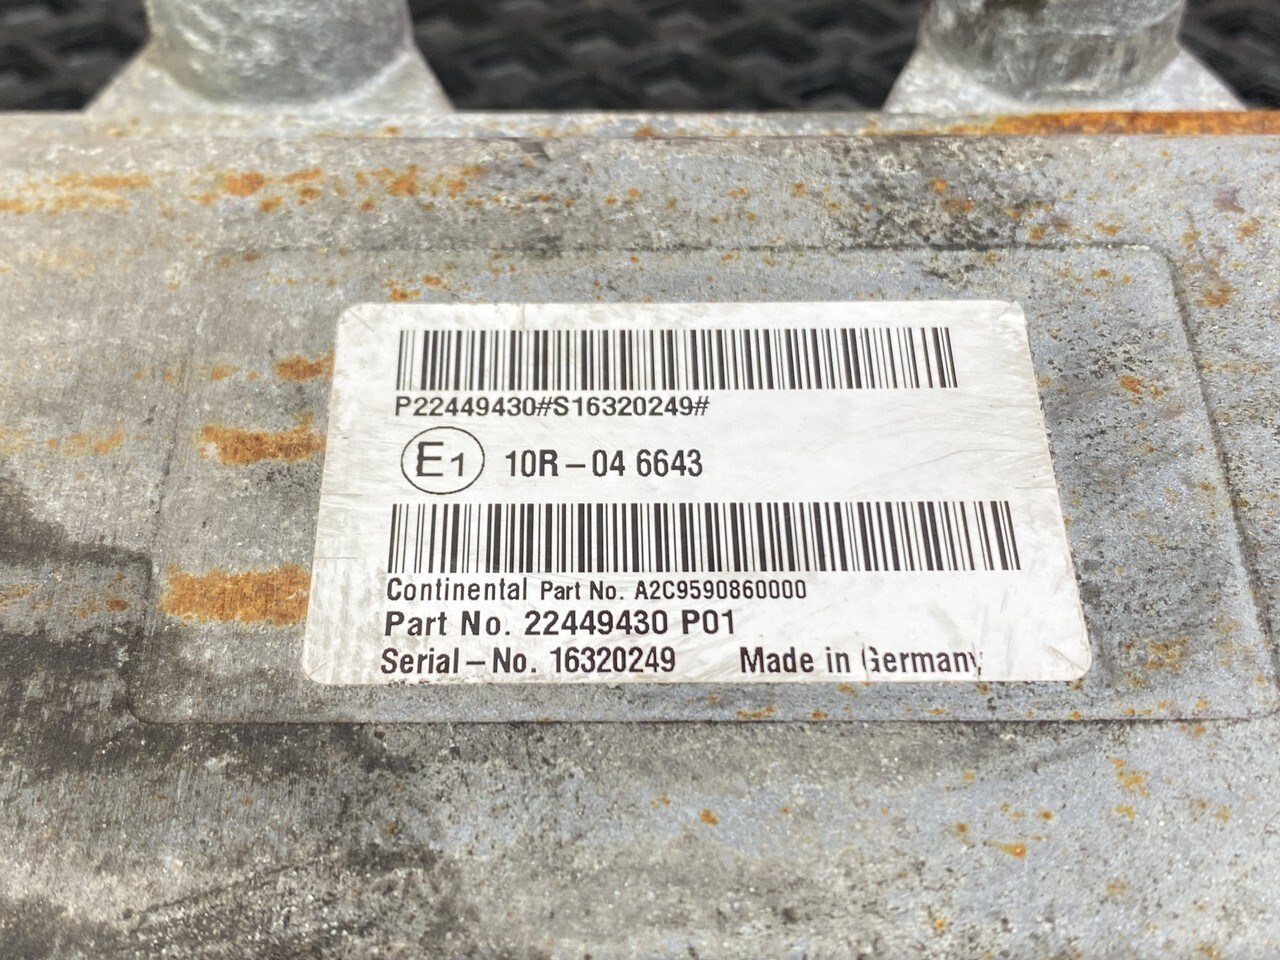 P22449430#S16320249#
E1 10R-04 6643
Continental Part No. A2C9590860000
Part No. 22449430 P01
Serial-No. 16320249 Made in Germany